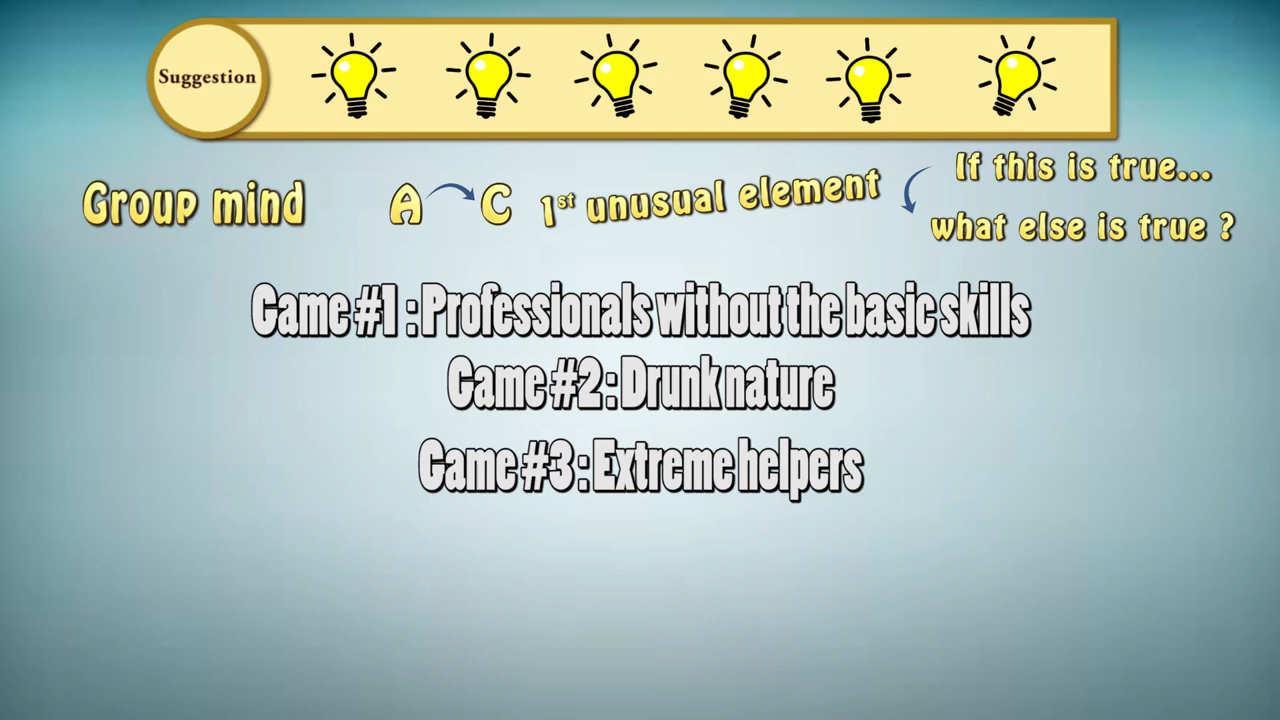 Suggestion
Group mind
A C
1st unusual element
If this is true...
what else is true ?
Game #1 : Professionals without the basic skills
Game #2 : Drunk nature
Game #3 : Extreme helpers